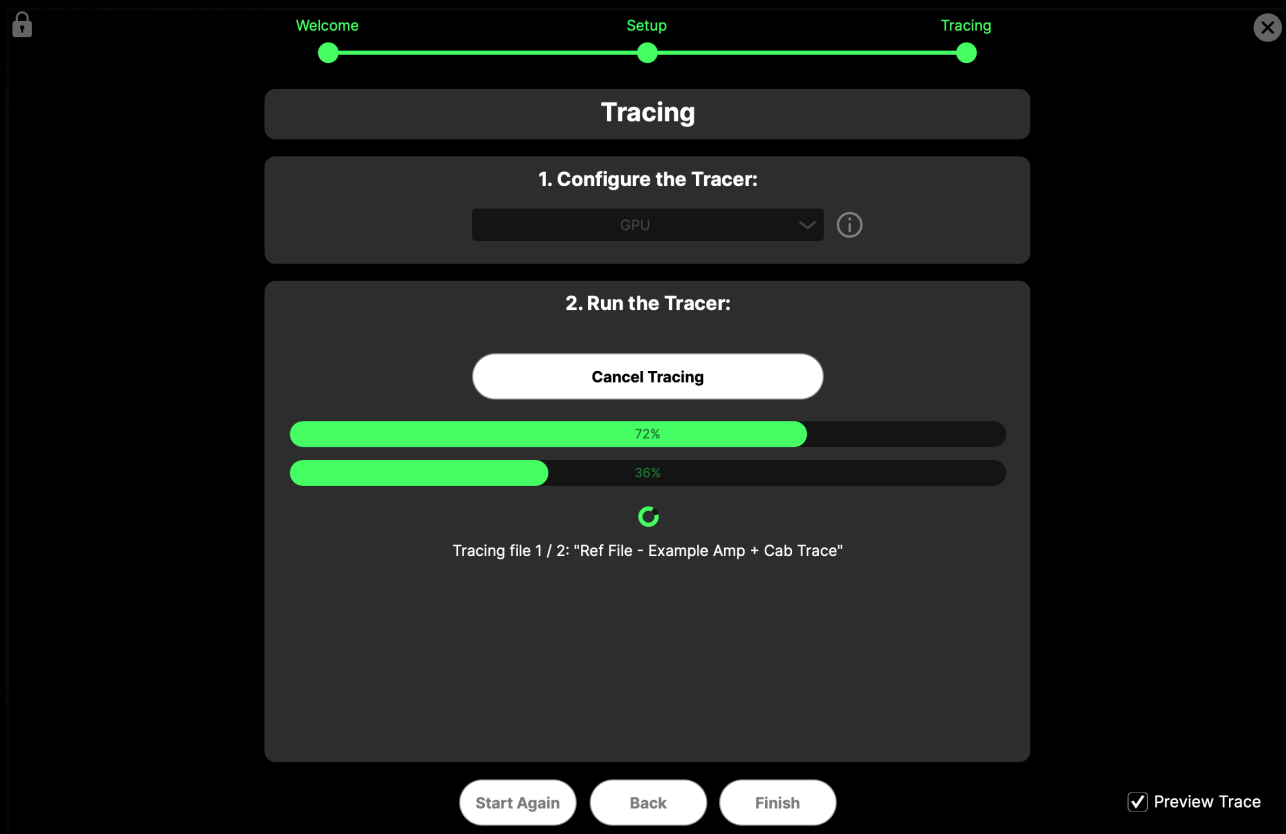 Welcome Setup Tracing
Tracing
1. Configure the Tracer:
GPU
2. Run the Tracer:
Cancel Tracing
72%
36%
Tracing file 1 / 2: "Ref File - Example Amp + Cab Trace"
Start Again Back Finish Preview Trace